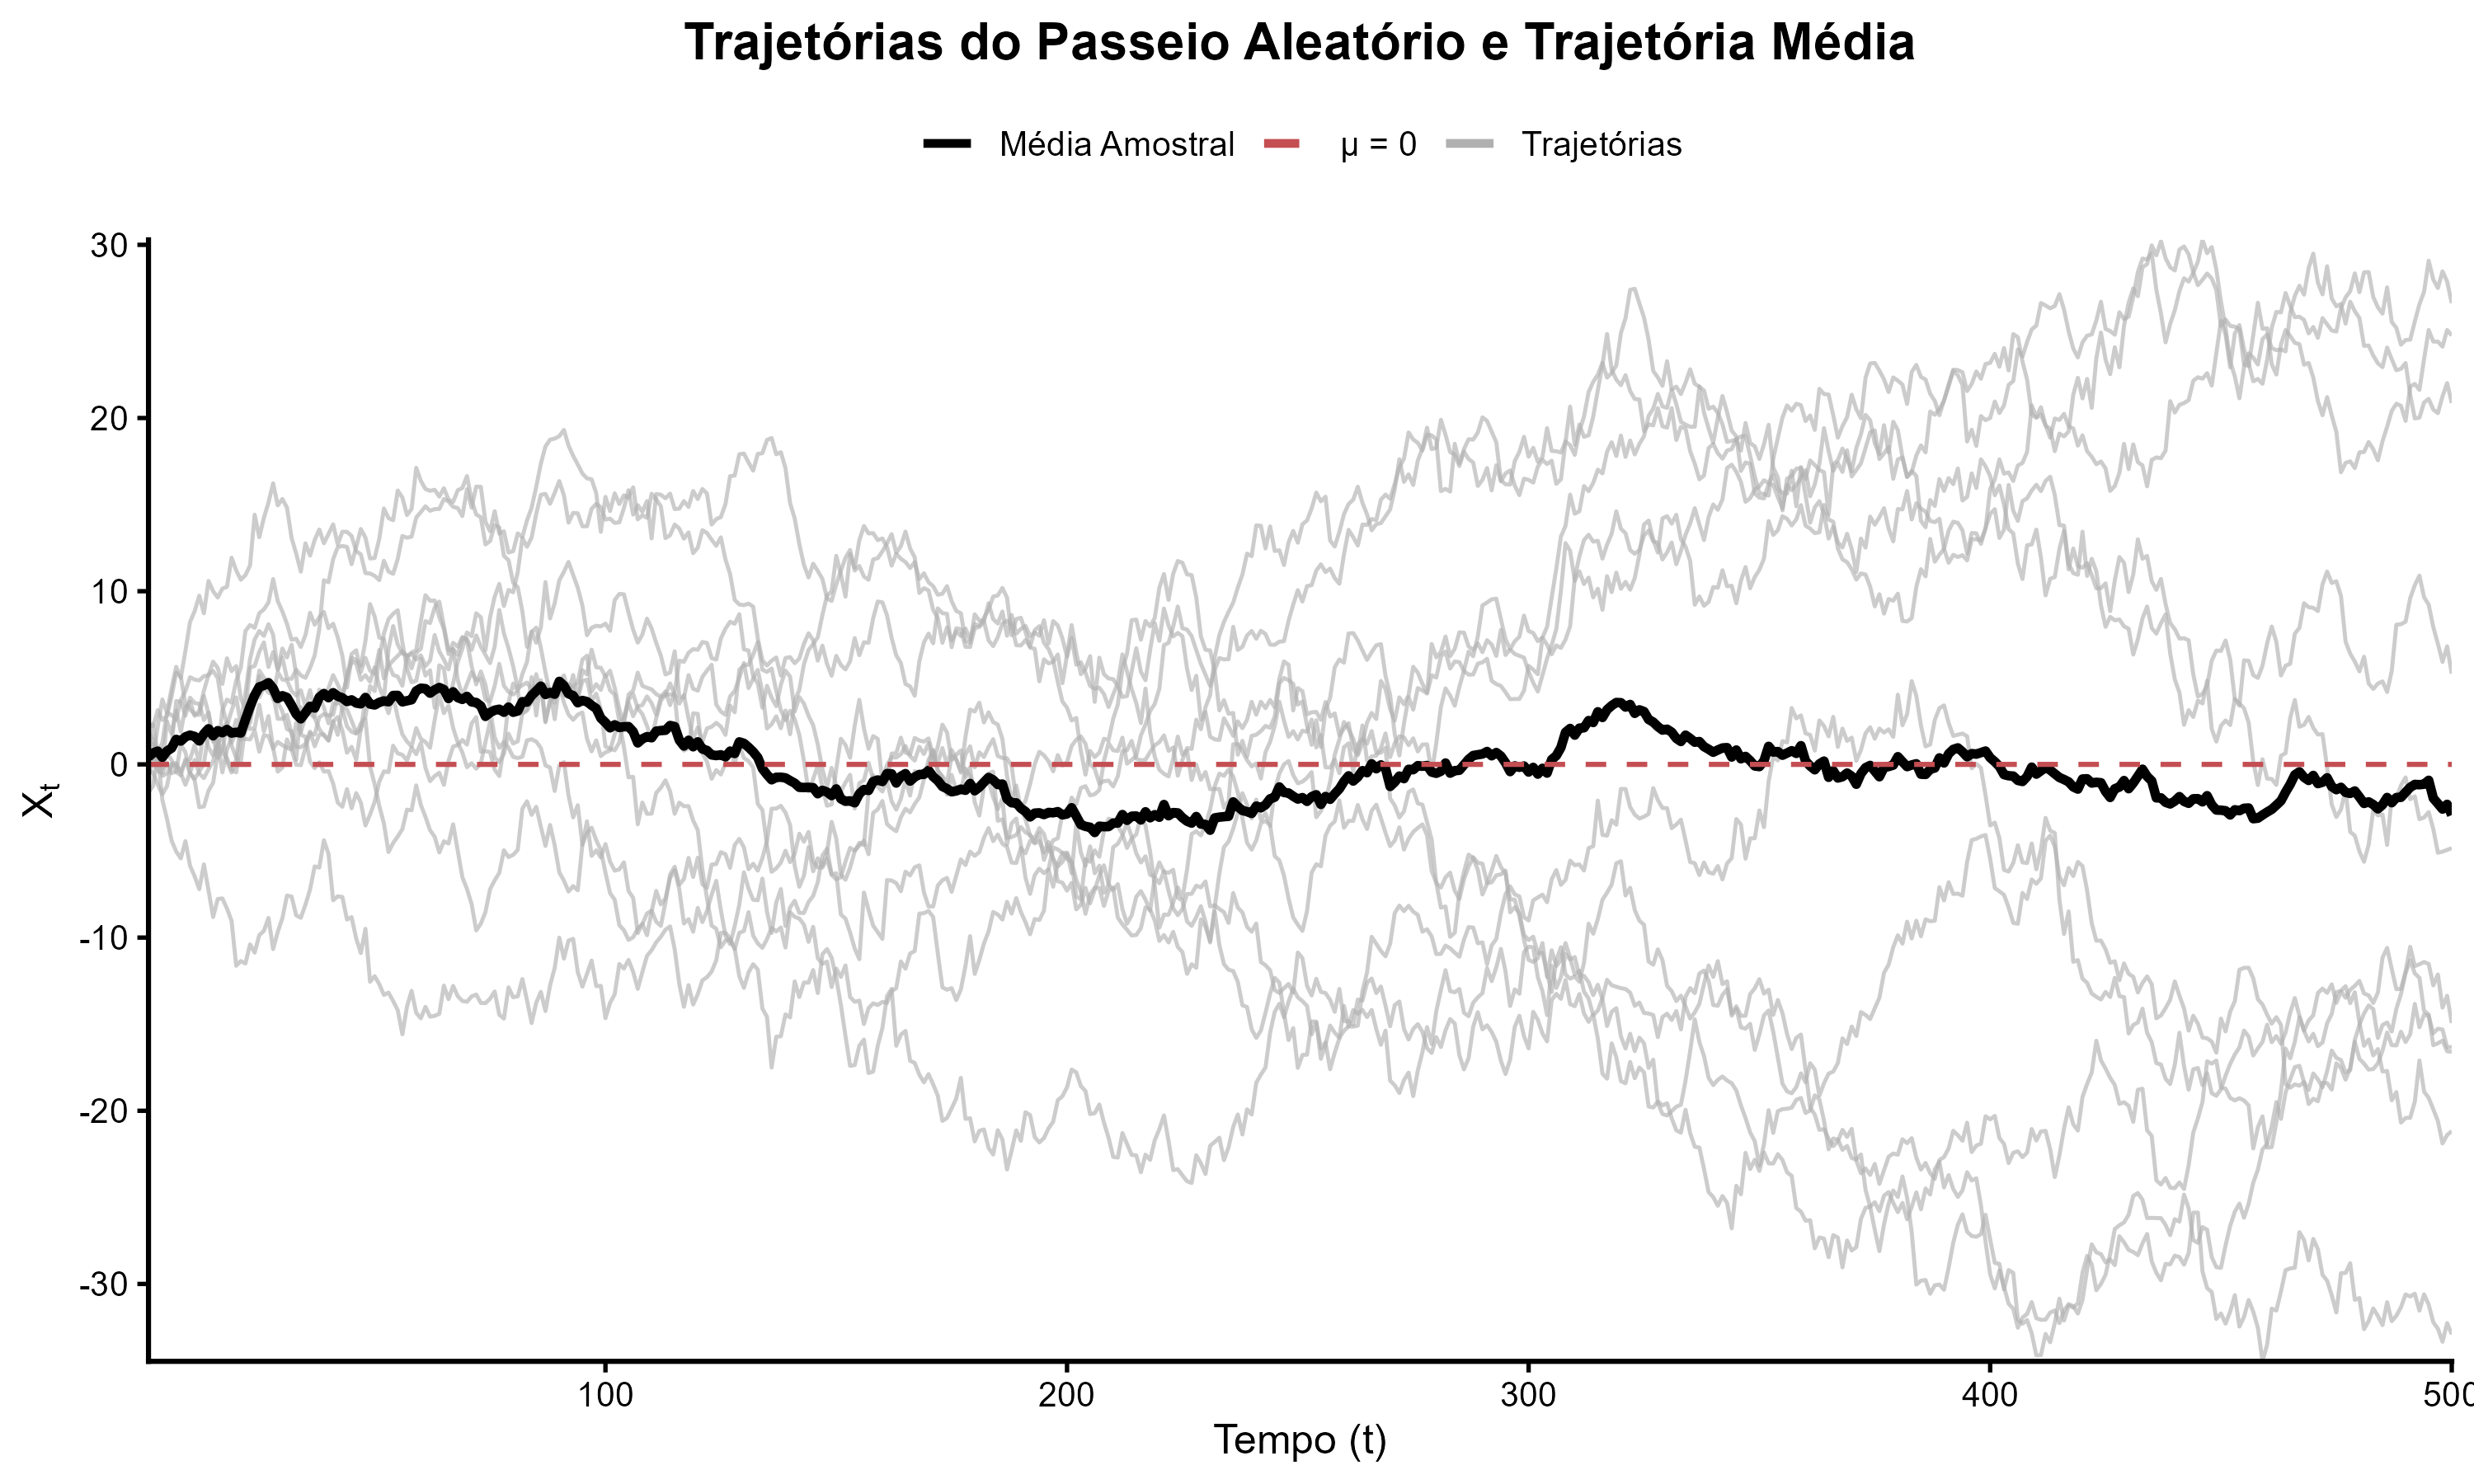 Trajetórias do Passeio Aleatório e Trajetória Média
Média Amostral μ = 0 Trajetórias
30
20
10
0
-10
-20
-30
Xt
100 200 300 400 500
Tempo (t)